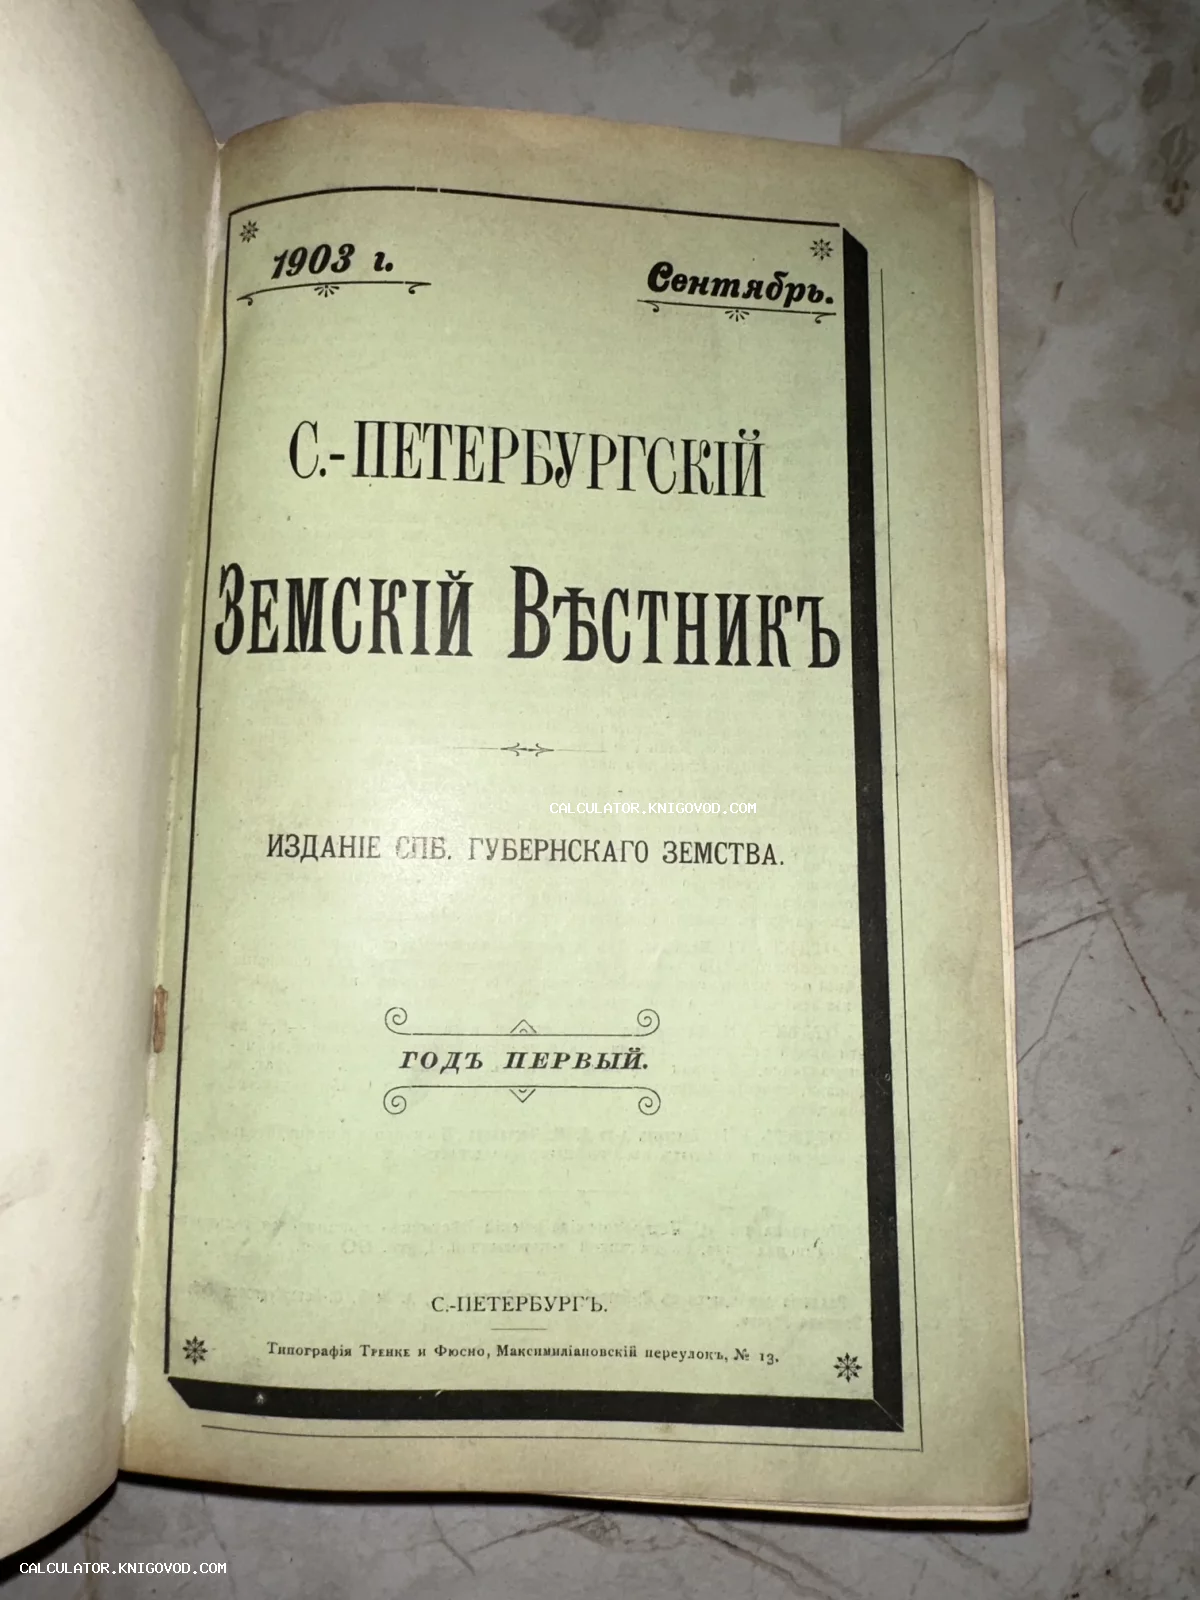 1903 г.
Сентябрь.
С.-ПЕТЕРБУРГСКІЙ
ЗЕМСКІЙ ВѢСТНИКЪ
CALCULATOR.KNIGOVOD.COM
ИЗДАНІЕ СПБ. ГУБЕРНСКАГО ЗЕМСТВА.
ГОДЪ ПЕРВЫЙ.
С.-ПЕТЕРБУРГЪ.
Типографія Тренке и Фюсно, Максимиліановскій переулокъ, № 13.
CALCULATOR.KNIGOVOD.COM